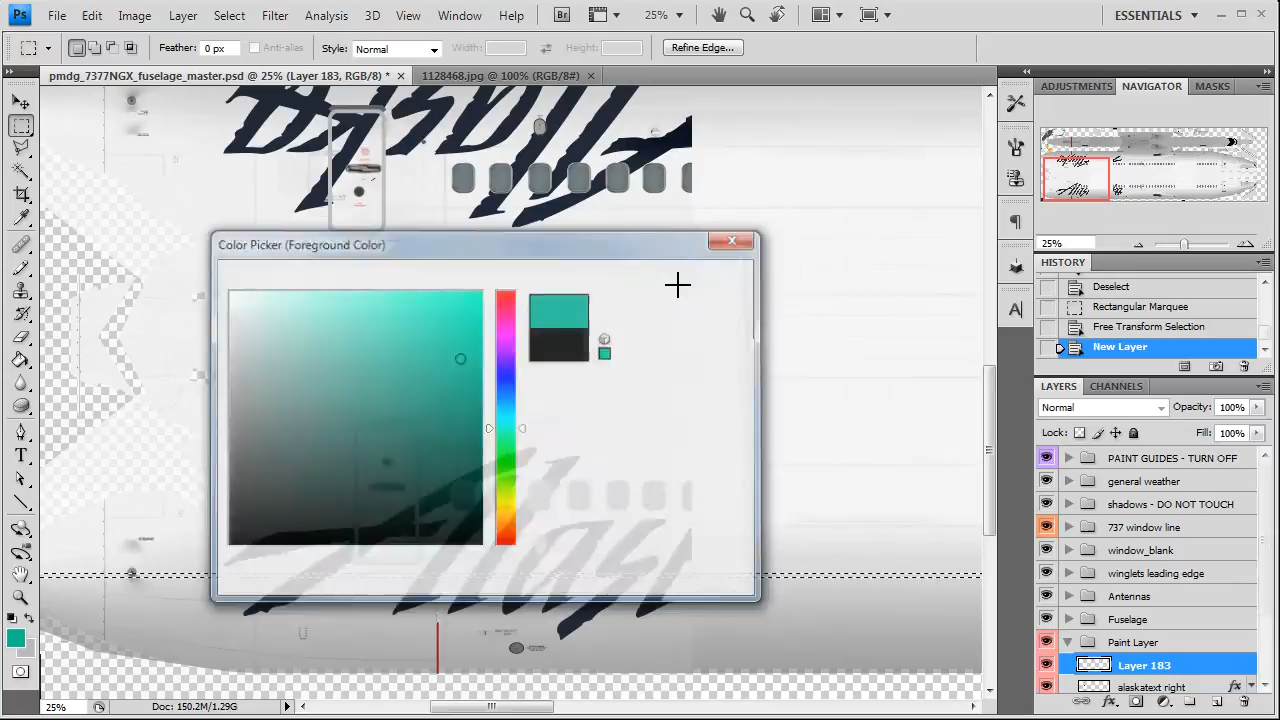 Ps File Edit Image Layer Select Filter Analysis 3D View Window Help Br 25% ESSENTIALS
Feather: 0 px Anti-alias Style: Normal Width: Height: Refine Edge...
pmdg_7377NGX_fuselage_master.psd @ 25% (Layer 183, RGB/8) * 1128468.jpg @ 100% (RGB/8#)
ADJUSTMENTS NAVIGATOR MASKS
25%
Color Picker (Foreground Color)
HISTORY
Deselect
Rectangular Marquee
Free Transform Selection
New Layer
LAYERS CHANNELS
Normal Opacity: 100%
Lock: Fill: 100%
PAINT GUIDES - TURN OFF
general weather
shadows - DO NOT TOUCH
737 window line
window_blank
winglets leading edge
Antennas
Fuselage
Paint Layer
Layer 183
alaskatext right fx
25% Doc: 150.2M/1.29G